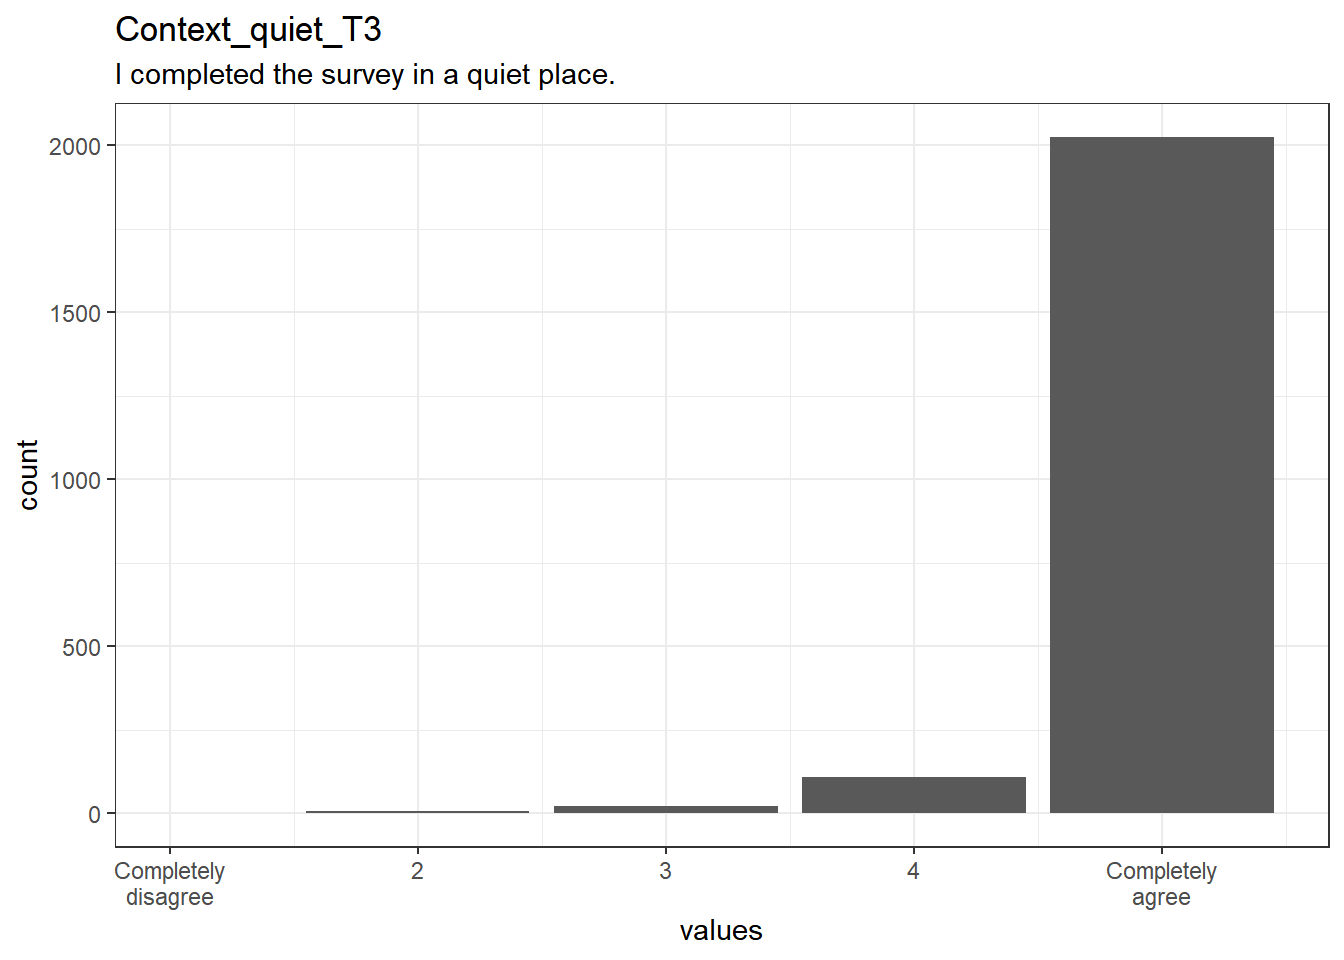 Context_quiet_T3
I completed the survey in a quiet place.
2000
1500
1000
500
0
count
Completely
disagree
2
3
4
Completely
agree
values